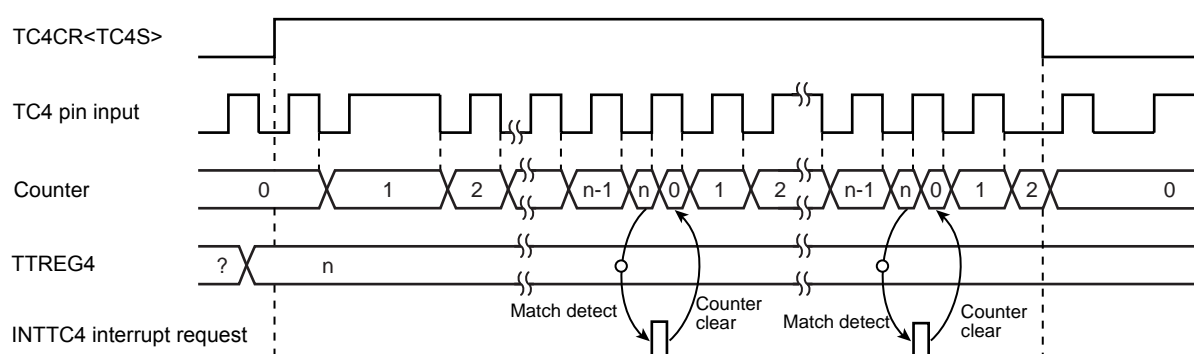 TC4CR<TC4S>
TC4 pin input
Counter 0 1 2 n-1 n 0 1 2 n-1 n 0 1 2 0
TTREG4 ? n
Match detect Counter clear Match detect Counter clear
INTTC4 interrupt request